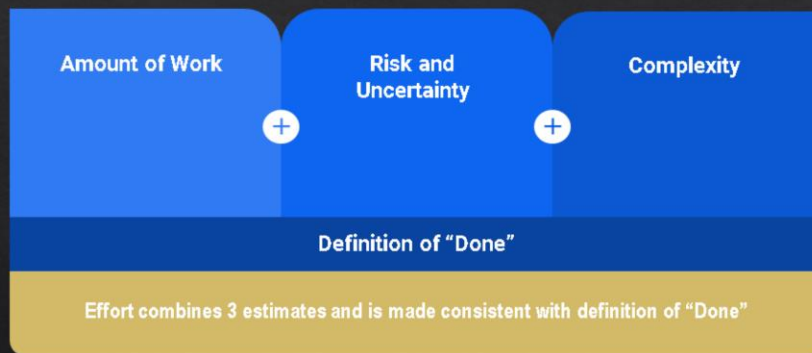 Amount of Work
Risk and
Uncertainty
Complexity
+
+
Definition of “Done”
Effort combines 3 estimates and is made consistent with definition of “Done”